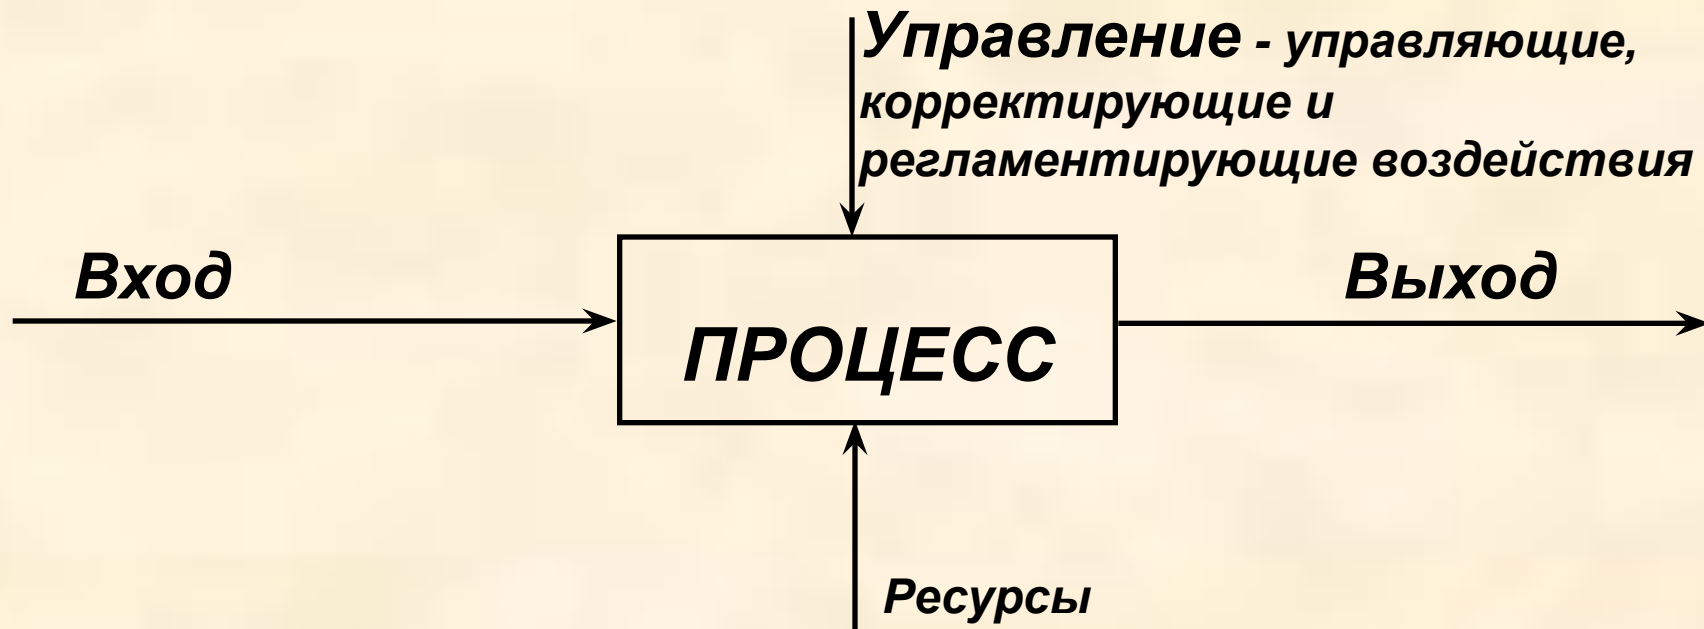 Управление - управляющие,
корректирующие и
регламентирующие воздействия
Вход
Выход
ПРОЦЕСС
Ресурсы